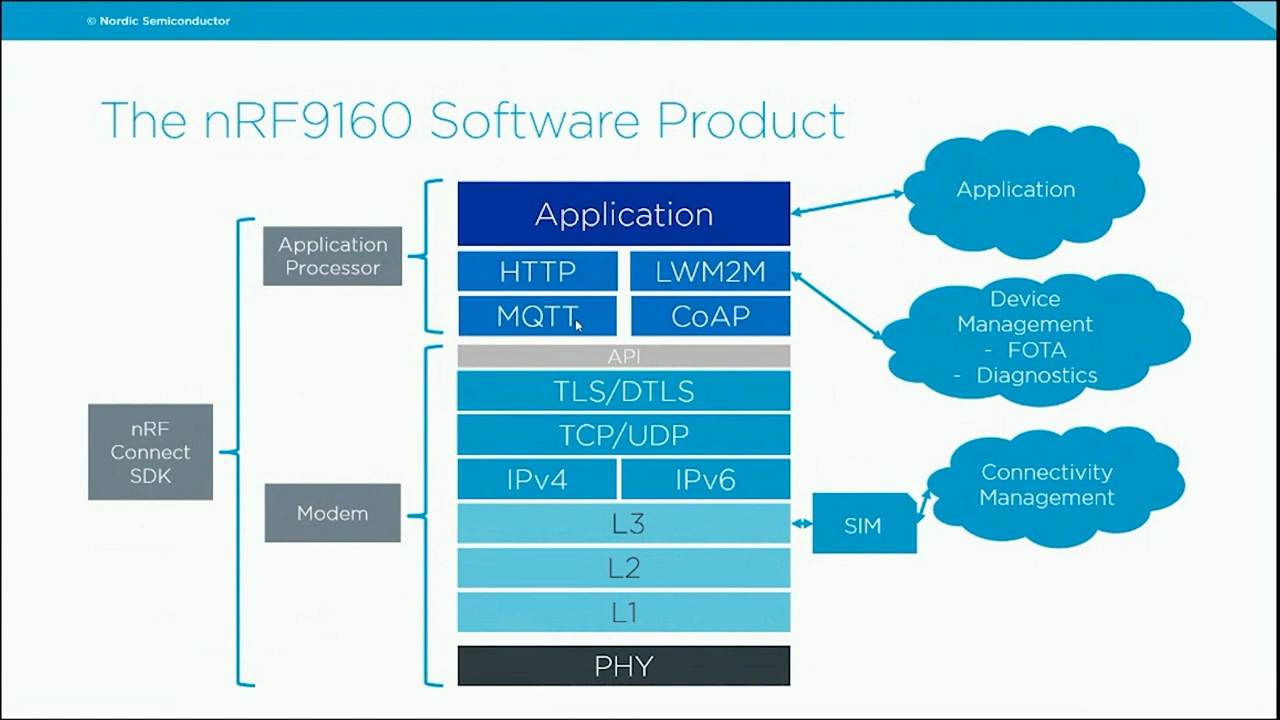 © Nordic Semiconductor
The nRF9160 Software Product
Application
Processor
nRF
Connect
SDK
Modem
Application
HTTP
LWM2M
MQTT
CoAP
API
TLS/DTLS
TCP/UDP
IPv4
IPv6
L3
L2
L1
PHY
Application
Device
Management
- FOTA
- Diagnostics
SIM
Connectivity
Management